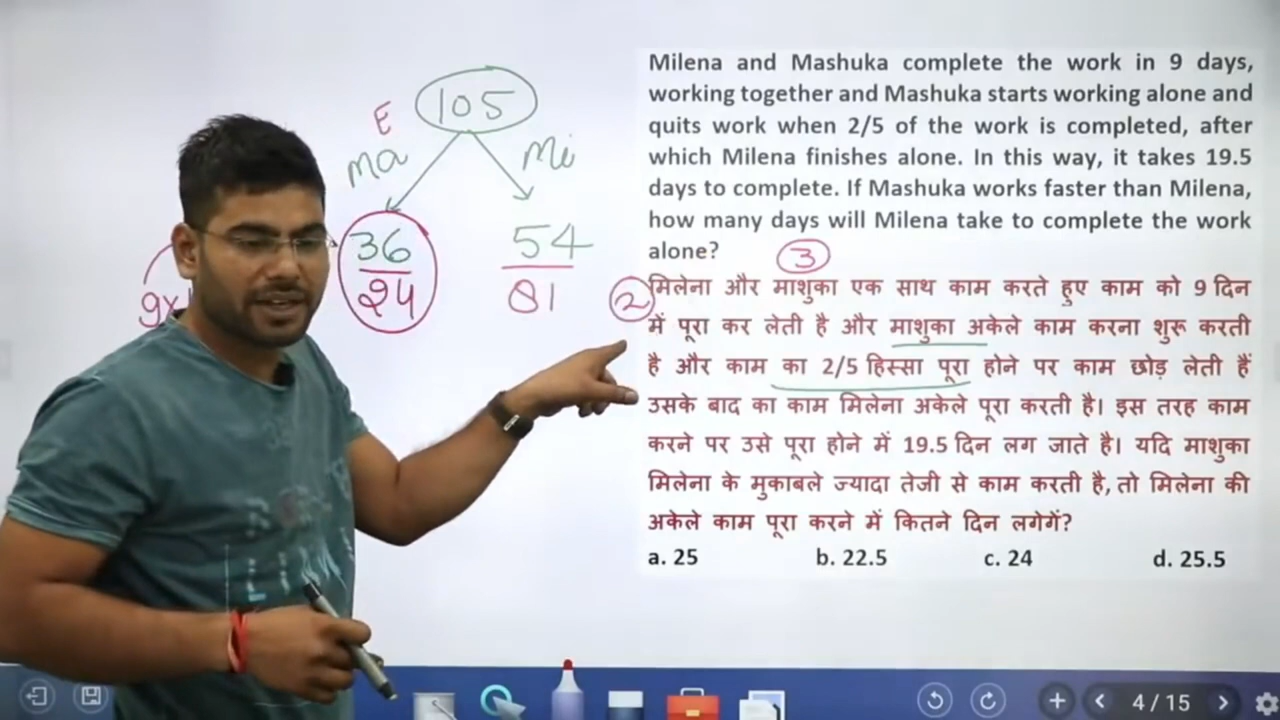 Milena and Mashuka complete the work in 9 days,
working together and Mashuka starts working alone and
quits work when 2/5 of the work is completed, after
which Milena finishes alone. In this way, it takes 19.5
days to complete. If Mashuka works faster than Milena,
how many days will Milena take to complete the work
alone?
3
मिलेना और माशुका एक साथ काम करते हुए काम को 9 दिन
2
में पूरा कर लेती है और माशुका अकेले काम करना शुरू करती
है और काम का 2/5 हिस्सा पूरा होने पर काम छोड़ लेती हैं
उसके बाद का काम मिलेना अकेले पूरा करती है। इस तरह काम
करने पर उसे पूरा होने में 19.5 दिन लग जाते है। यदि माशुका
मिलेना के मुकाबले ज्यादा तेजी से काम करती है, तो मिलेना की
अकेले काम पूरा करने में कितने दिन लगेगें?
a. 25 b. 22.5 c. 24 d. 25.5
105
E
ma mi
36 54
24 81
4 / 15